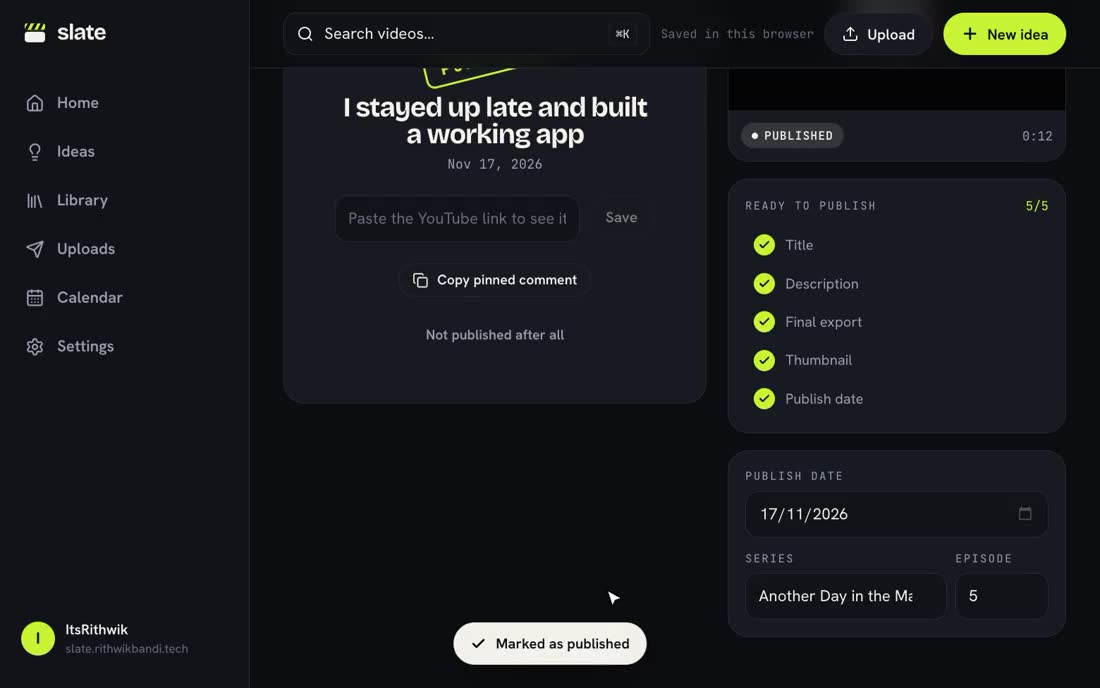 slate
Search videos...
⌘K
Saved in this browser
Upload
New idea
Home
Ideas
Library
Uploads
Calendar
Settings
I stayed up late and built
a working app
Nov 17, 2026
Paste the YouTube link to see it
Save
Copy pinned comment
Not published after all
PUBLISHED
0:12
READY TO PUBLISH
5/5
Title
Description
Final export
Thumbnail
Publish date
PUBLISH DATE
17/11/2026
SERIES
EPISODE
Another Day in the
5
I
ItsRithwik
slate.rithwikbandi.tech
Marked as published